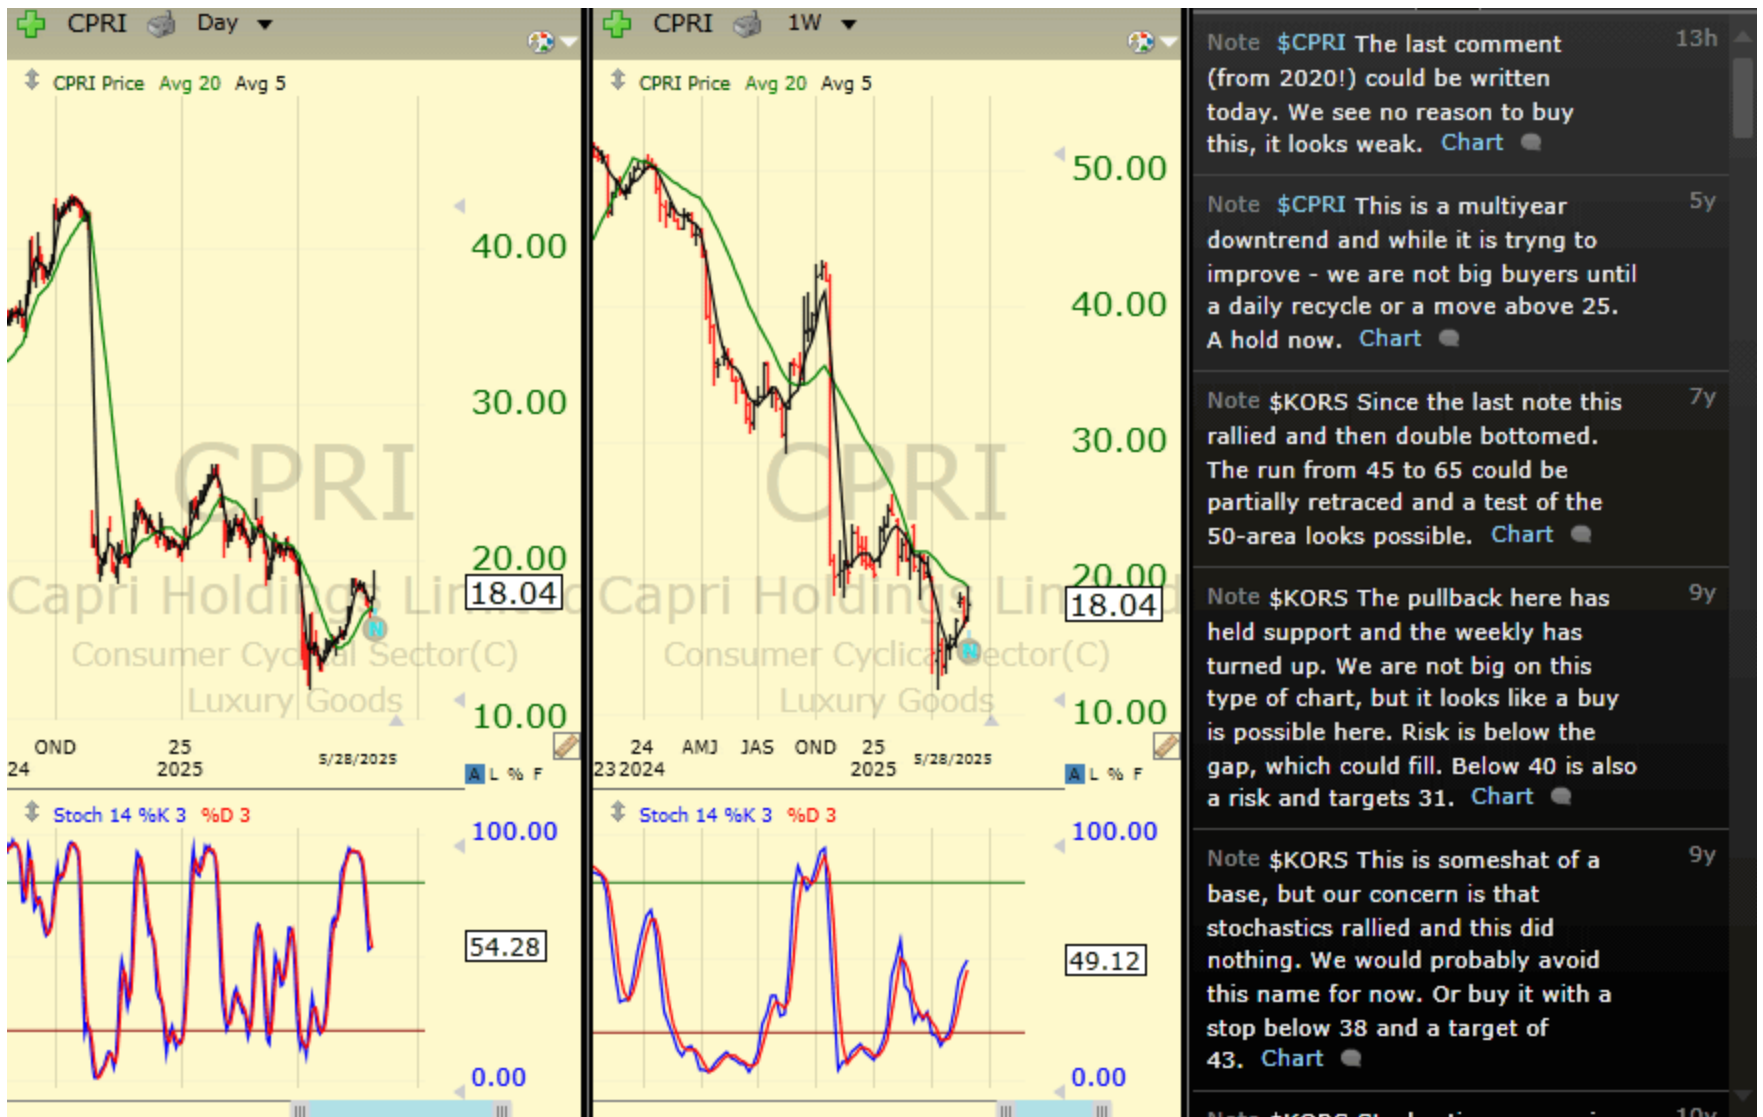 CPRI Day
CPRI Price Avg 20 Avg 5
40.00
30.00
20.00
18.04
10.00
CPRI
Capri Holdings Limited
Consumer Cyclical Sector(C)
Luxury Goods
N
OND 25 5/28/2025
24 2025
A L % F
Stoch 14 %K 3 %D 3
100.00
54.28
0.00
CPRI 1W
CPRI Price Avg 20 Avg 5
50.00
40.00
30.00
20.00
18.04
10.00
CPRI
Capri Holdings Limited
Consumer Cyclical Sector(C)
Luxury Goods
N
24 AMJ JAS OND 25 5/28/2025
23 2024 2025
A L % F
Stoch 14 %K 3 %D 3
100.00
49.12
0.00
Note $CPRI The last comment 13h
(from 2020!) could be written
today. We see no reason to buy
this, it looks weak. Chart
Note $CPRI This is a multiyear 5y
downtrend and while it is tryng to
improve - we are not big buyers until
a daily recycle or a move above 25.
A hold now. Chart
Note $KORS Since the last note this 7y
rallied and then double bottomed.
The run from 45 to 65 could be
partially retraced and a test of the
50-area looks possible. Chart
Note $KORS The pullback here has 9y
held support and the weekly has
turned up. We are not big on this
type of chart, but it looks like a buy
is possible here. Risk is below the
gap, which could fill. Below 40 is also
a risk and targets 31. Chart
Note $KORS This is someshat of a 9y
base, but our concern is that
stochastics rallied and this did
nothing. We would probably avoid
this name for now. Or buy it with a
stop below 38 and a target of
43. Chart